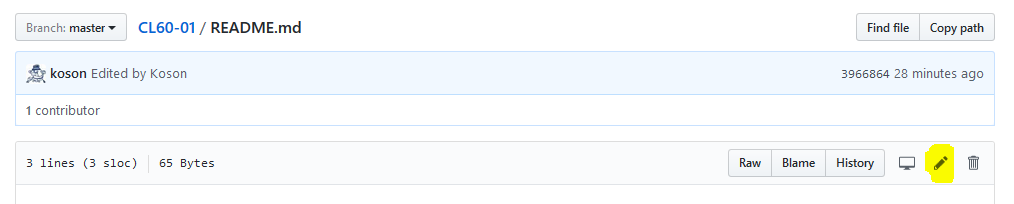 Branch: master CL60-01 / README.md Find file Copy path
koson Edited by Koson 3966864 28 minutes ago
1 contributor
3 lines (3 sloc) 65 Bytes Raw Blame History